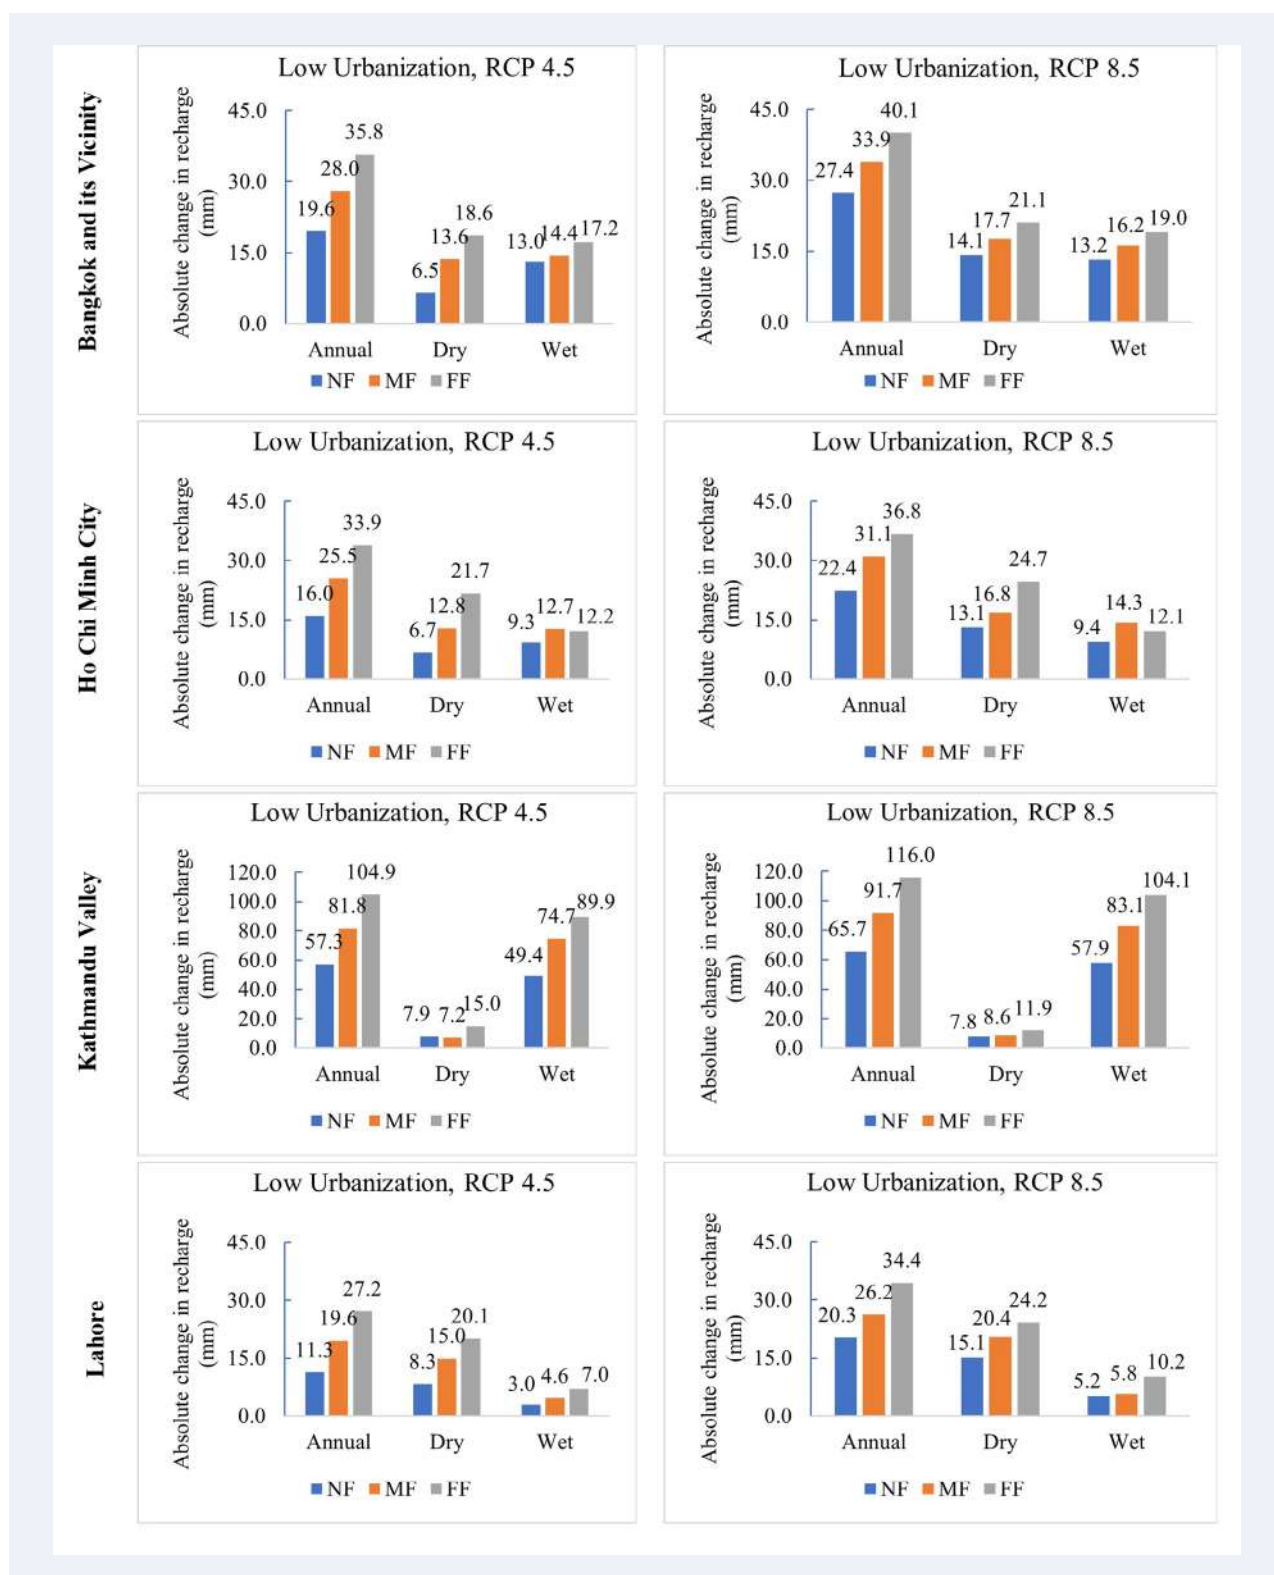 Bangkok and its Vicinity
Low Urbanization, RCP 4.5
Absolute change in recharge
(mm)
45.0
30.0
15.0
0.0
19.6
28.0
35.8
6.5
13.6
18.6
13.0
14.4
17.2
Annual Dry Wet
NF MF FF
Low Urbanization, RCP 8.5
Absolute change in recharge
(mm)
45.0
30.0
15.0
0.0
27.4
33.9
40.1
14.1
17.7
21.1
13.2
16.2
19.0
Annual Dry Wet
NF MF FF
Ho Chi Minh City
Low Urbanization, RCP 4.5
Absolute change in recharge
(mm)
45.0
30.0
15.0
0.0
16.0
25.5
33.9
6.7
12.8
21.7
9.3
12.7
12.2
Annual Dry Wet
NF MF FF
Low Urbanization, RCP 8.5
Absolute change in recharge
(mm)
45.0
30.0
15.0
0.0
22.4
31.1
36.8
13.1
16.8
24.7
9.4
14.3
12.1
Annual Dry Wet
NF MF FF
Kathmandu Valley
Low Urbanization, RCP 4.5
Absolute change in recharge
(mm)
120.0
100.0
80.0
60.0
40.0
20.0
0.0
57.3
81.8
104.9
7.9
7.2
15.0
49.4
74.7
89.9
Annual Dry Wet
NF MF FF
Low Urbanization, RCP 8.5
Absolute change in recharge
(mm)
120.0
100.0
80.0
60.0
40.0
20.0
0.0
65.7
91.7
116.0
7.8
8.6
11.9
57.9
83.1
104.1
Annual Dry Wet
NF MF FF
Lahore
Low Urbanization, RCP 4.5
Absolute change in recharge
(mm)
45.0
30.0
15.0
0.0
11.3
19.6
27.2
8.3
15.0
20.1
3.0
4.6
7.0
Annual Dry Wet
NF MF FF
Low Urbanization, RCP 8.5
Absolute change in recharge
(mm)
45.0
30.0
15.0
0.0
20.3
26.2
34.4
15.1
20.4
24.2
5.2
5.8
10.2
Annual Dry Wet
NF MF FF